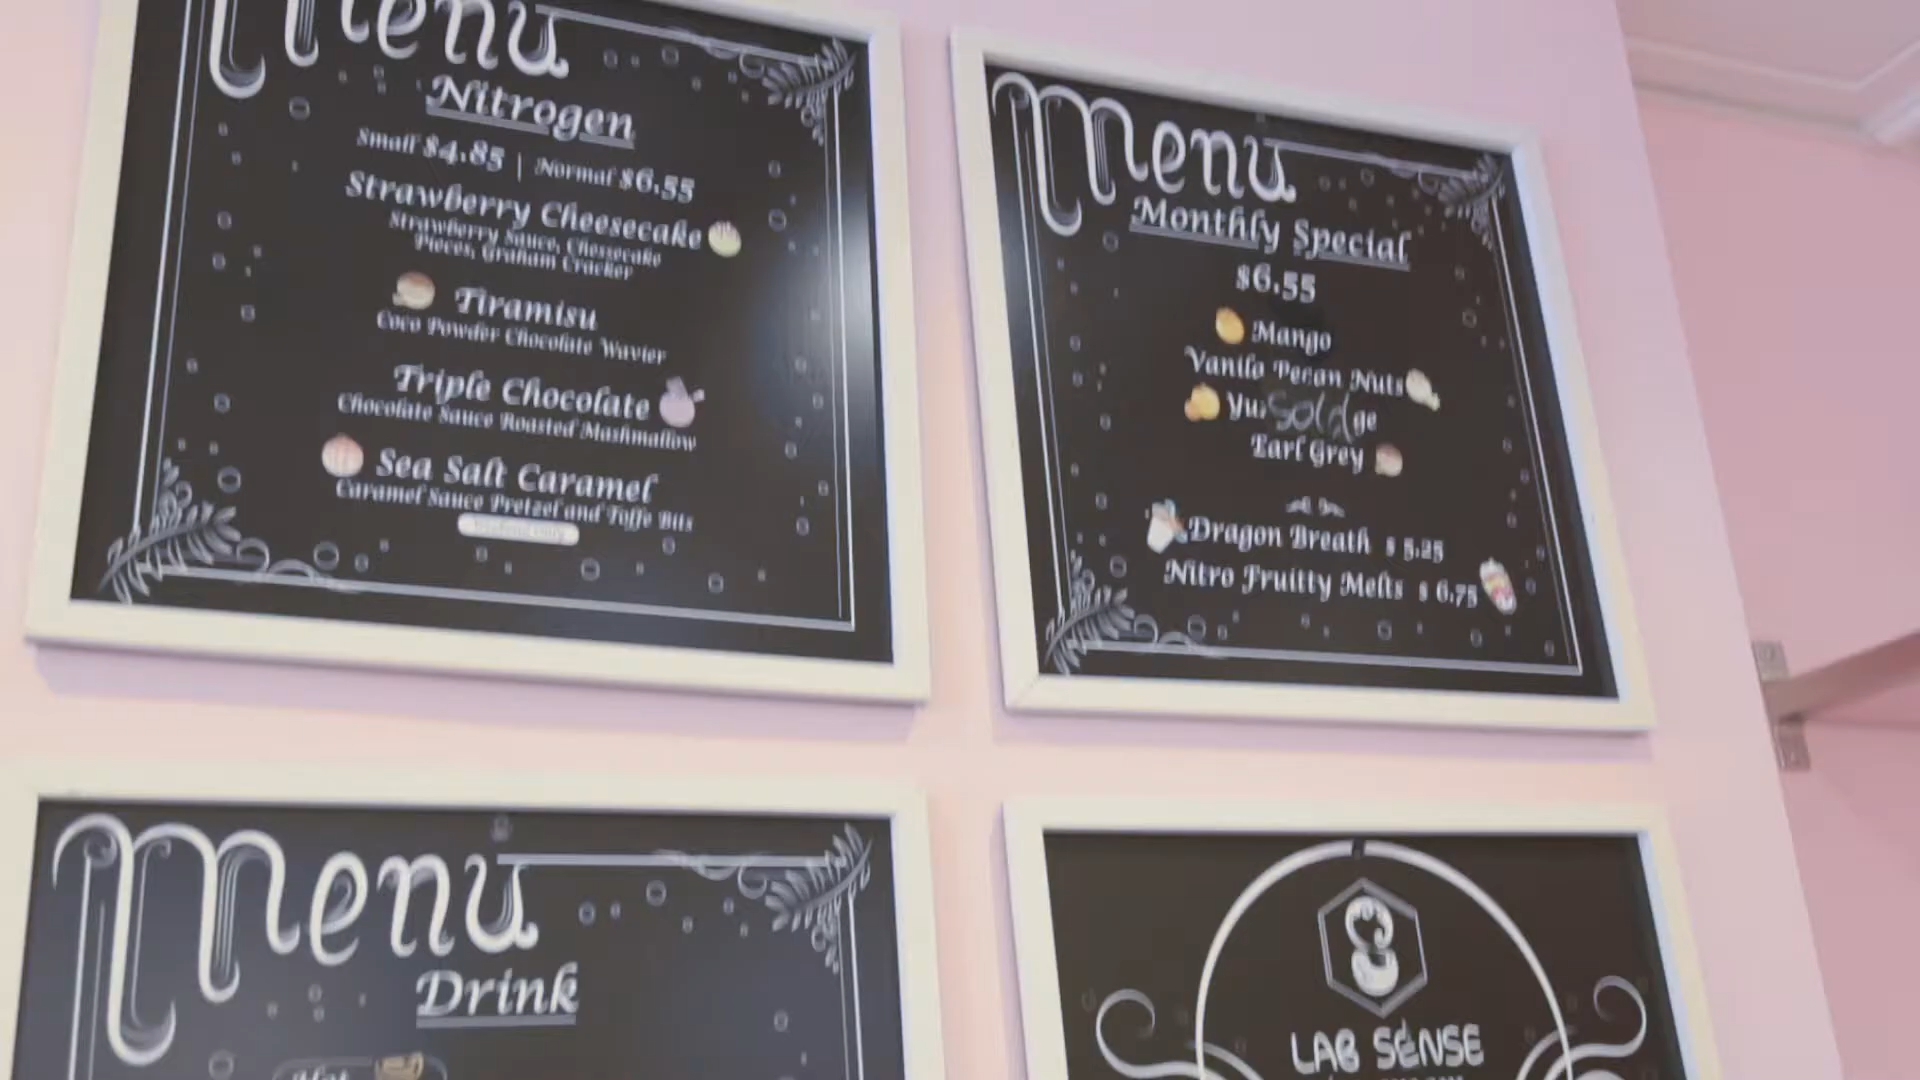 Menu
Nitrogen
Small $4.85 | Normal $6.55
Strawberry Cheesecake
Strawberry Sauce, Chessecake
Pieces, Graham Cracker
Tiramisu
Coco Powder Chocolate Wavier
Triple Chocolate
Chocolate Sauce Roasted Mashmallow
Sea Salt Caramel
Caramel Sauce Pretzel and Toffe Bits
Menu
Monthly Special
$6.55
Mango
Vanila Pecan Nuts
Sold
Earl Grey
Dragon Breath $ 5.25
Nitro Fruitty Melts $ 6.75
Menu
Drink
Hot
LAB SENSE